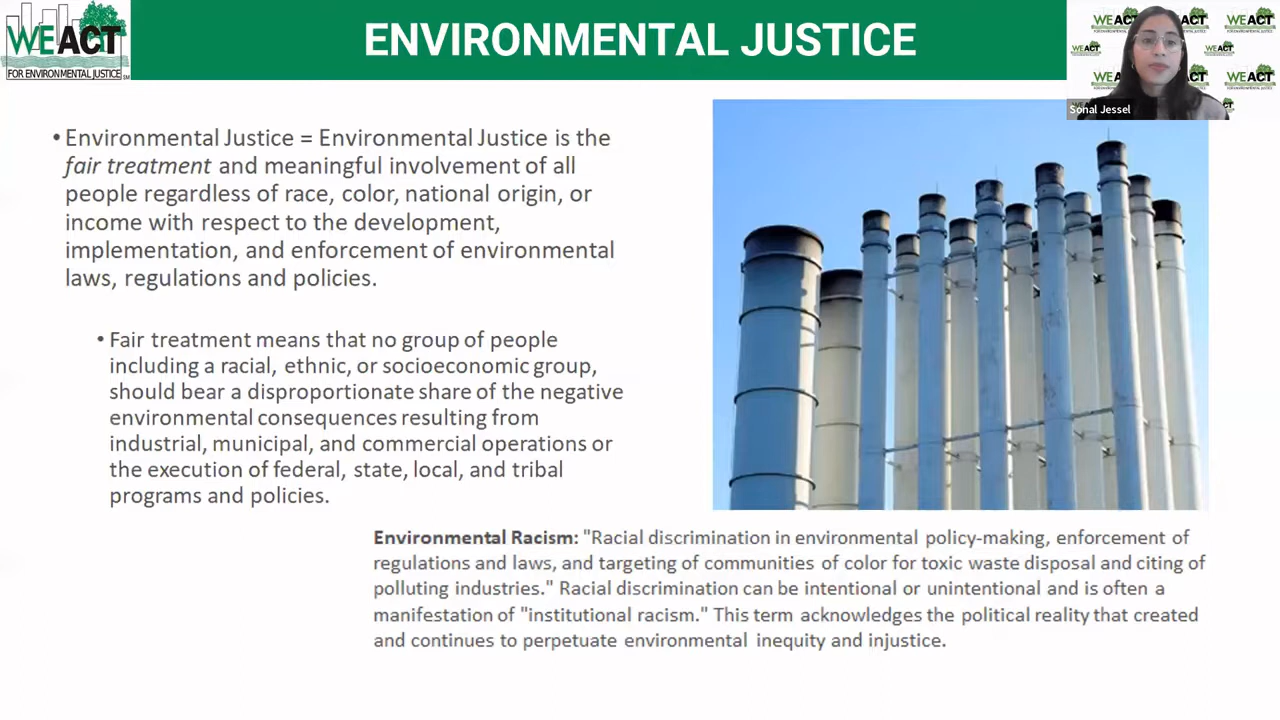 WE ACT
FOR ENVIRONMENTAL JUSTICE
ENVIRONMENTAL JUSTICE
Sonal Jessel
• Environmental Justice = Environmental Justice is the
fair treatment and meaningful involvement of all
people regardless of race, color, national origin, or
income with respect to the development,
implementation, and enforcement of environmental
laws, regulations and policies.
• Fair treatment means that no group of people
including a racial, ethnic, or socioeconomic group,
should bear a disproportionate share of the negative
environmental consequences resulting from
industrial, municipal, and commercial operations or
the execution of federal, state, local, and tribal
programs and policies.
Environmental Racism: "Racial discrimination in environmental policy-making, enforcement of
regulations and laws, and targeting of communities of color for toxic waste disposal and citing of
polluting industries." Racial discrimination can be intentional or unintentional and is often a
manifestation of "institutional racism." This term acknowledges the political reality that created
and continues to perpetuate environmental inequity and injustice.